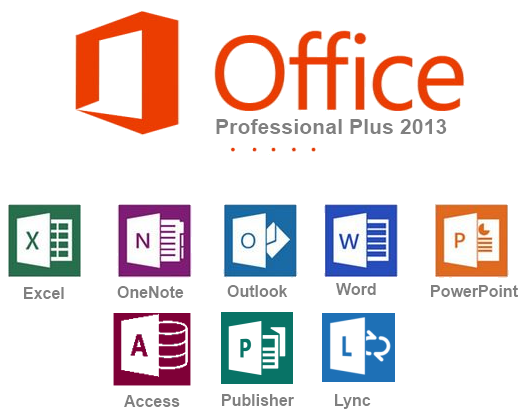 Office
Professional Plus 2013
X N O W P
Excel OneNote Outlook Word PowerPoint
A P L
Access Publisher Lync